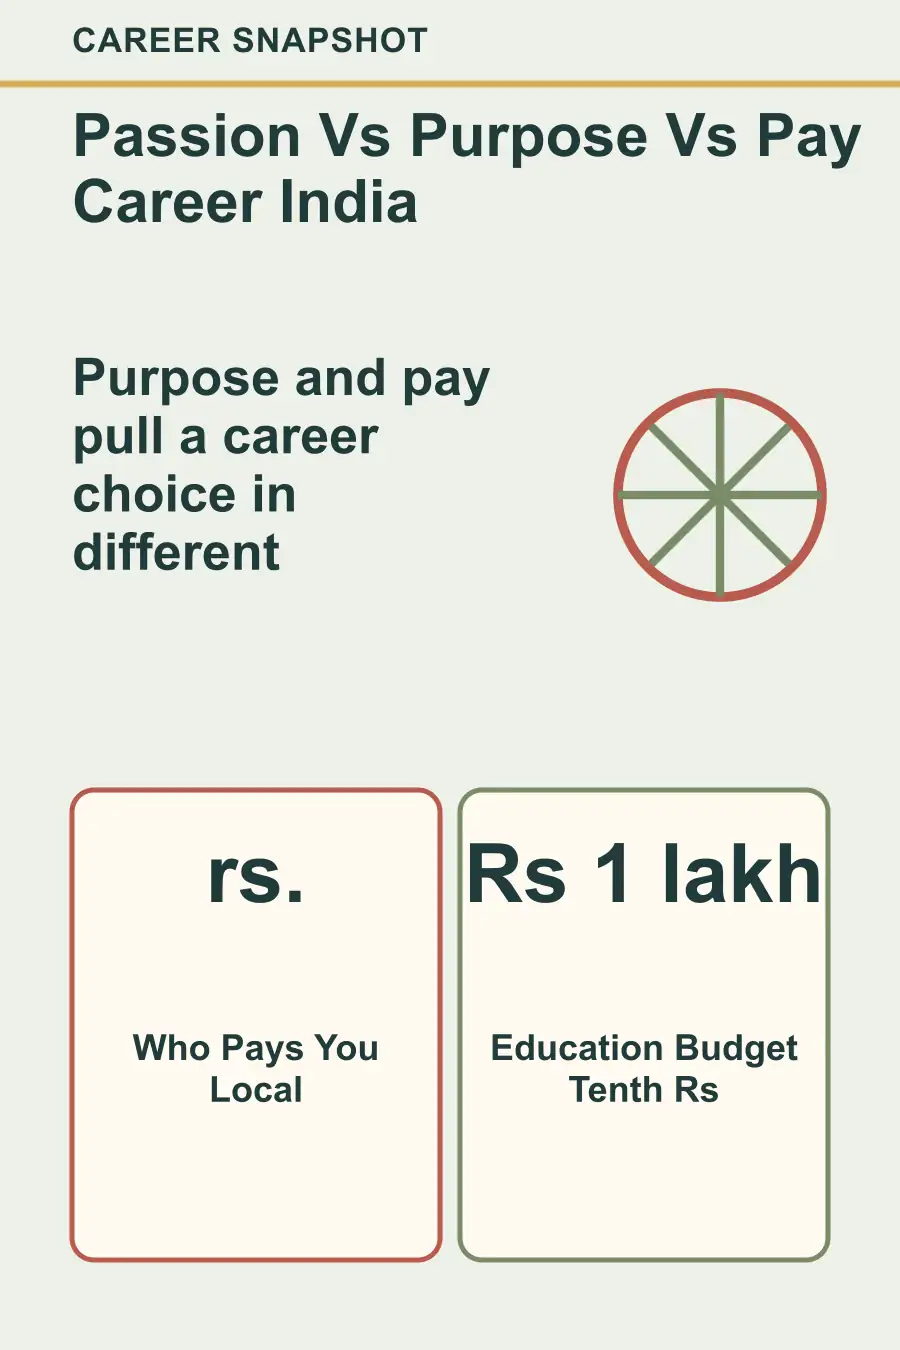 CAREER SNAPSHOT
Passion Vs Purpose Vs Pay
Career India
Purpose and pay
pull a career
choice in
different
rs.
Who Pays You
Local
Rs 1 lakh
Education Budget
Tenth Rs